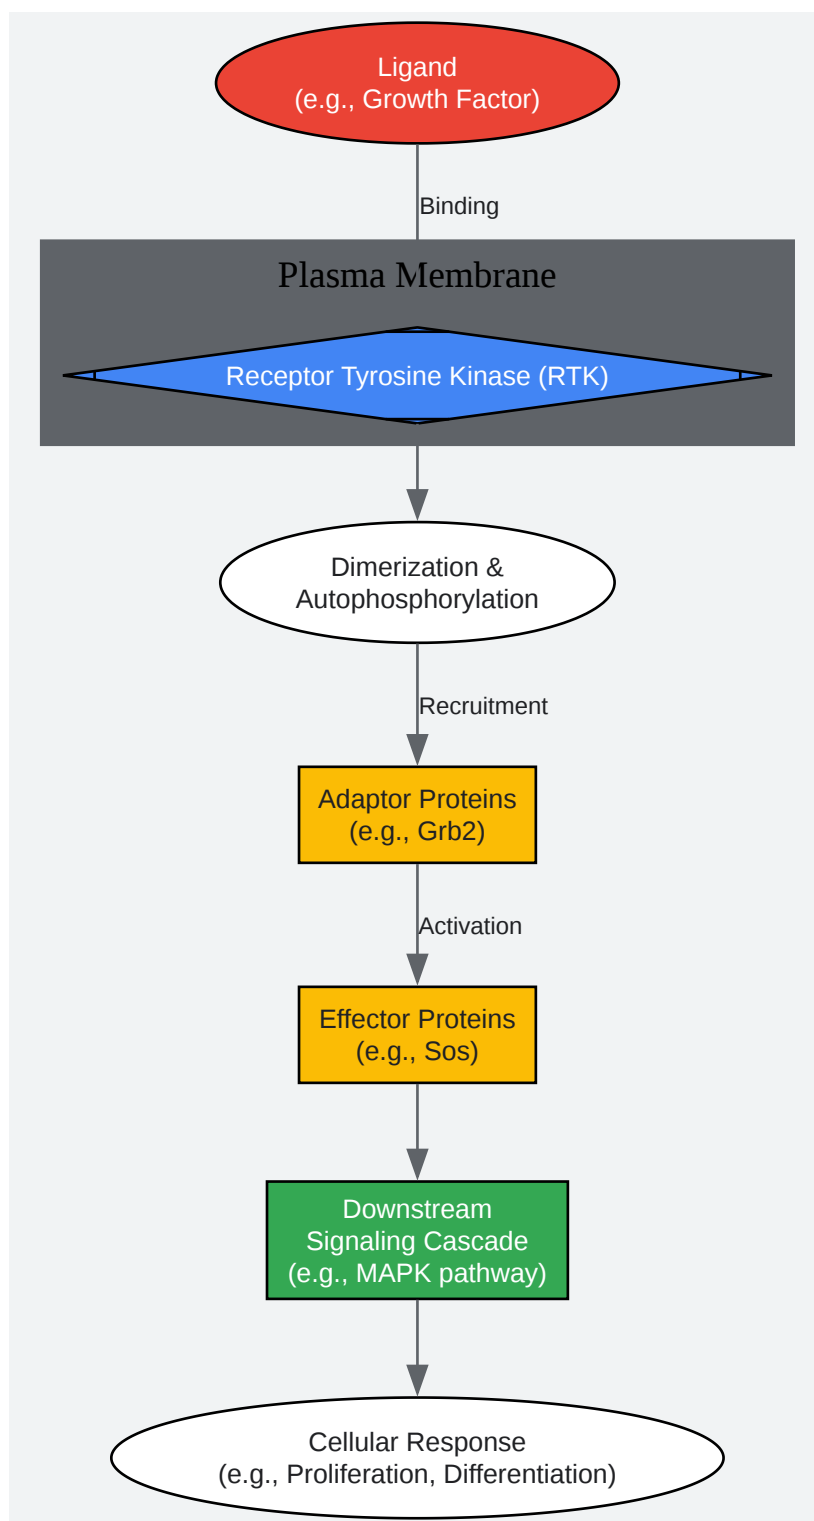 Ligand
(e.g., Growth Factor)
Binding
Plasma Membrane
Receptor Tyrosine Kinase (RTK)
Dimerization &
Autophosphorylation
Recruitment
Adaptor Proteins
(e.g., Grb2)
Activation
Effector Proteins
(e.g., Sos)
Downstream
Signaling Cascade
(e.g., MAPK pathway)
Cellular Response
(e.g., Proliferation, Differentiation)